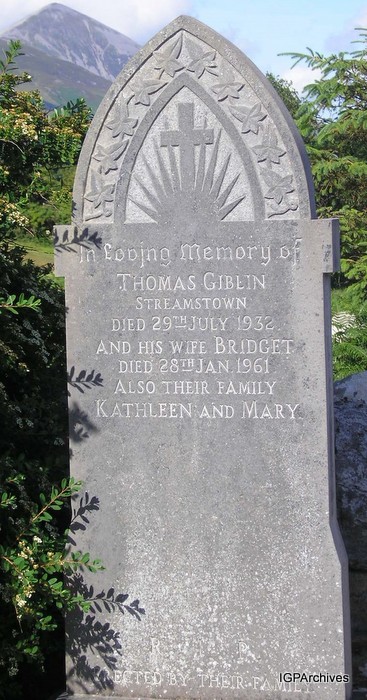 In Loving Memory of
THOMAS GIBLIN
STREAMSTOWN
DIED 29TH JULY 1932
AND HIS WIFE BRIDGET
DIED 28TH JAN. 1961
ALSO THEIR FAMILY
KATHLEEN AND MARY
R. I. P.
ERECTED BY THEIR FAMILY
IGPArchives